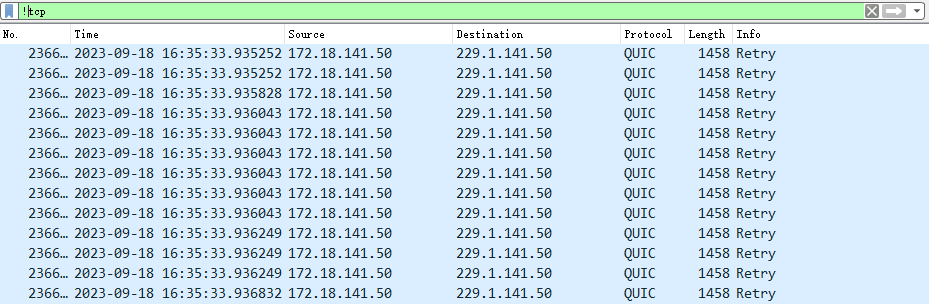 !tcp
No. Time Source Destination Protocol Length Info
2366… 2023-09-18 16:35:33.935252 172.18.141.50 229.1.141.50 QUIC 1458 Retry
2366… 2023-09-18 16:35:33.935252 172.18.141.50 229.1.141.50 QUIC 1458 Retry
2366… 2023-09-18 16:35:33.935828 172.18.141.50 229.1.141.50 QUIC 1458 Retry
2366… 2023-09-18 16:35:33.936043 172.18.141.50 229.1.141.50 QUIC 1458 Retry
2366… 2023-09-18 16:35:33.936043 172.18.141.50 229.1.141.50 QUIC 1458 Retry
2366… 2023-09-18 16:35:33.936043 172.18.141.50 229.1.141.50 QUIC 1458 Retry
2366… 2023-09-18 16:35:33.936043 172.18.141.50 229.1.141.50 QUIC 1458 Retry
2366… 2023-09-18 16:35:33.936043 172.18.141.50 229.1.141.50 QUIC 1458 Retry
2366… 2023-09-18 16:35:33.936043 172.18.141.50 229.1.141.50 QUIC 1458 Retry
2366… 2023-09-18 16:35:33.936249 172.18.141.50 229.1.141.50 QUIC 1458 Retry
2366… 2023-09-18 16:35:33.936249 172.18.141.50 229.1.141.50 QUIC 1458 Retry
2366… 2023-09-18 16:35:33.936249 172.18.141.50 229.1.141.50 QUIC 1458 Retry
2366… 2023-09-18 16:35:33.936832 172.18.141.50 229.1.141.50 QUIC 1458 Retry